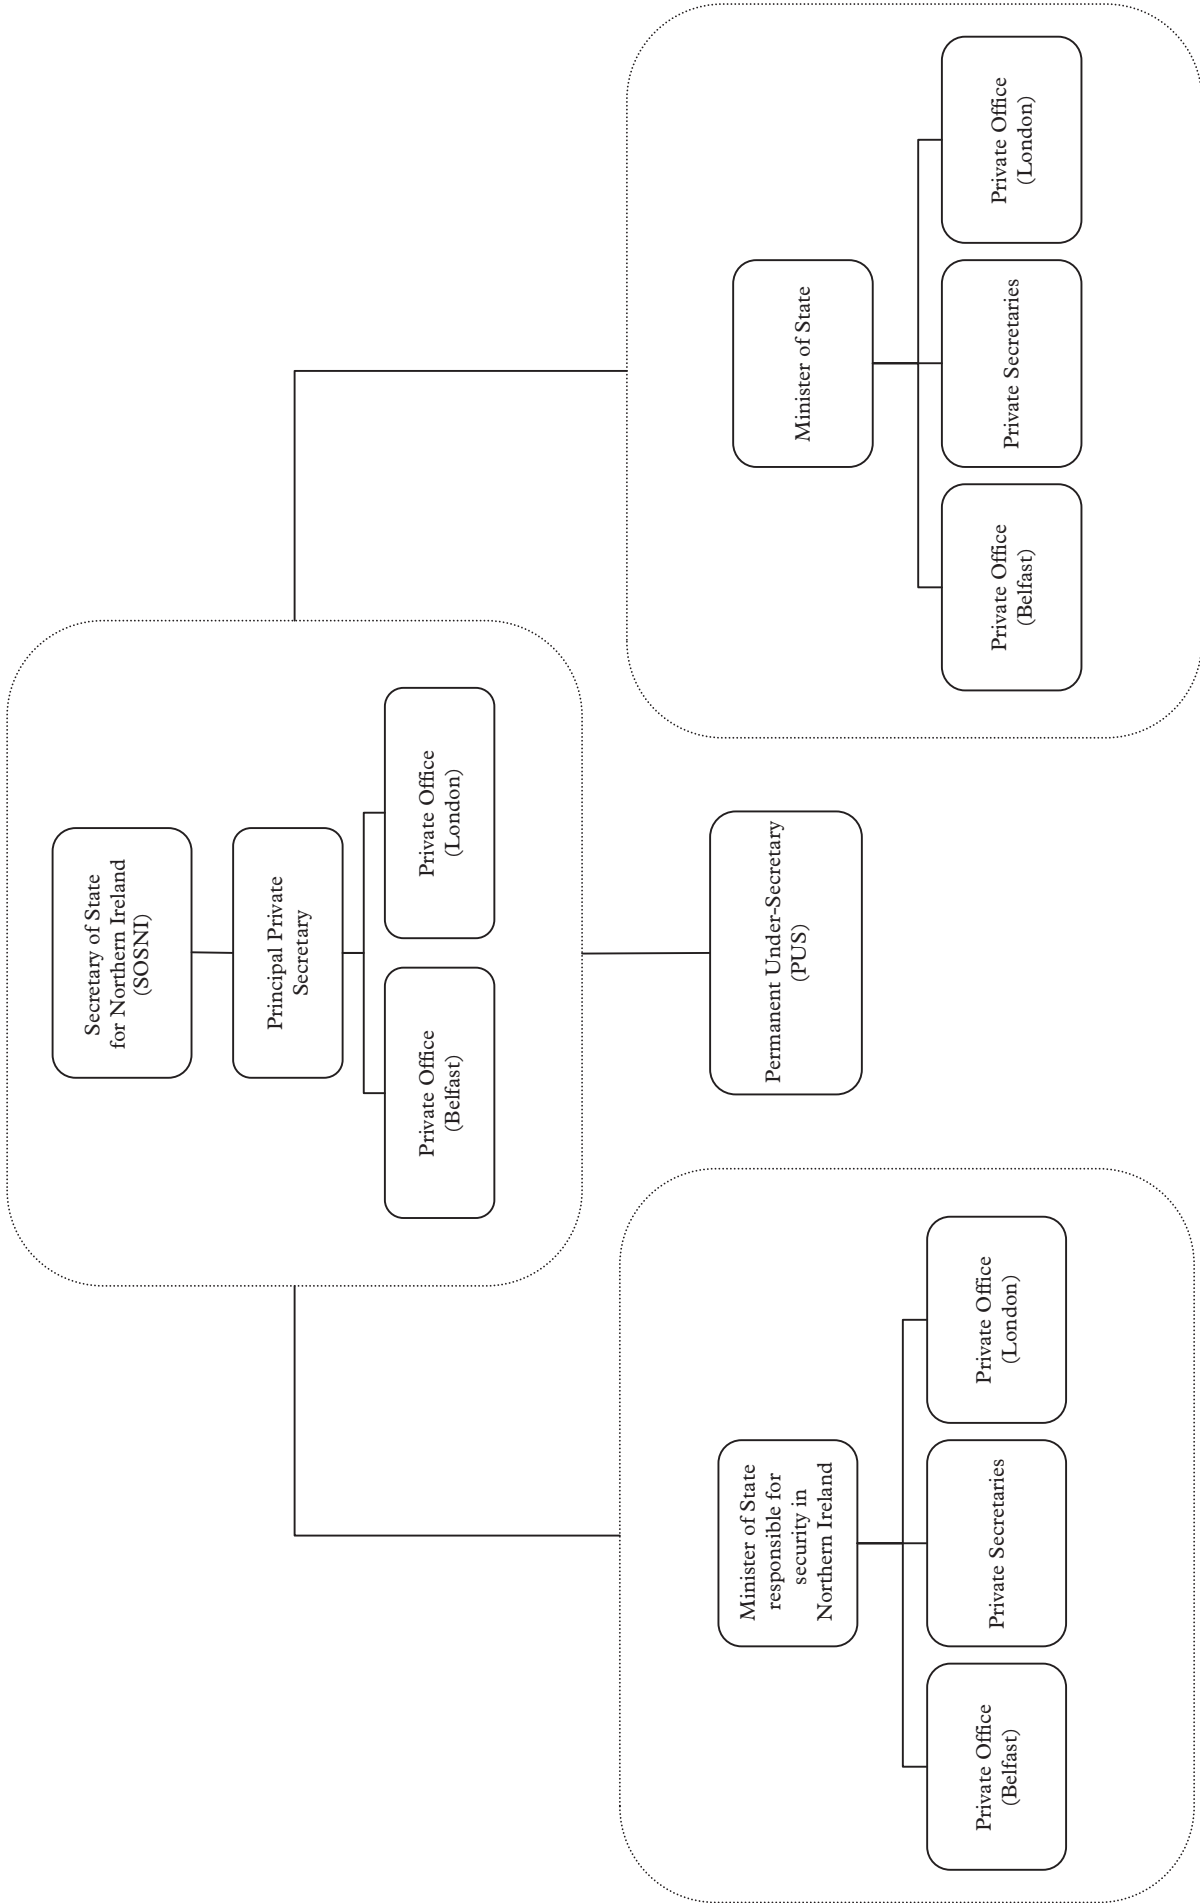 Secretary of State
for Northern Ireland
(SOSNI)
Principal Private
Secretary
Private Office
(Belfast)
Private Office
(London)
Minister of State
responsible for
security in
Northern Ireland
Private Office
(Belfast)
Private Secretaries
Private Office
(London)
Permanent Under-Secretary
(PUS)
Minister of State
Private Office
(Belfast)
Private Secretaries
Private Office
(London)